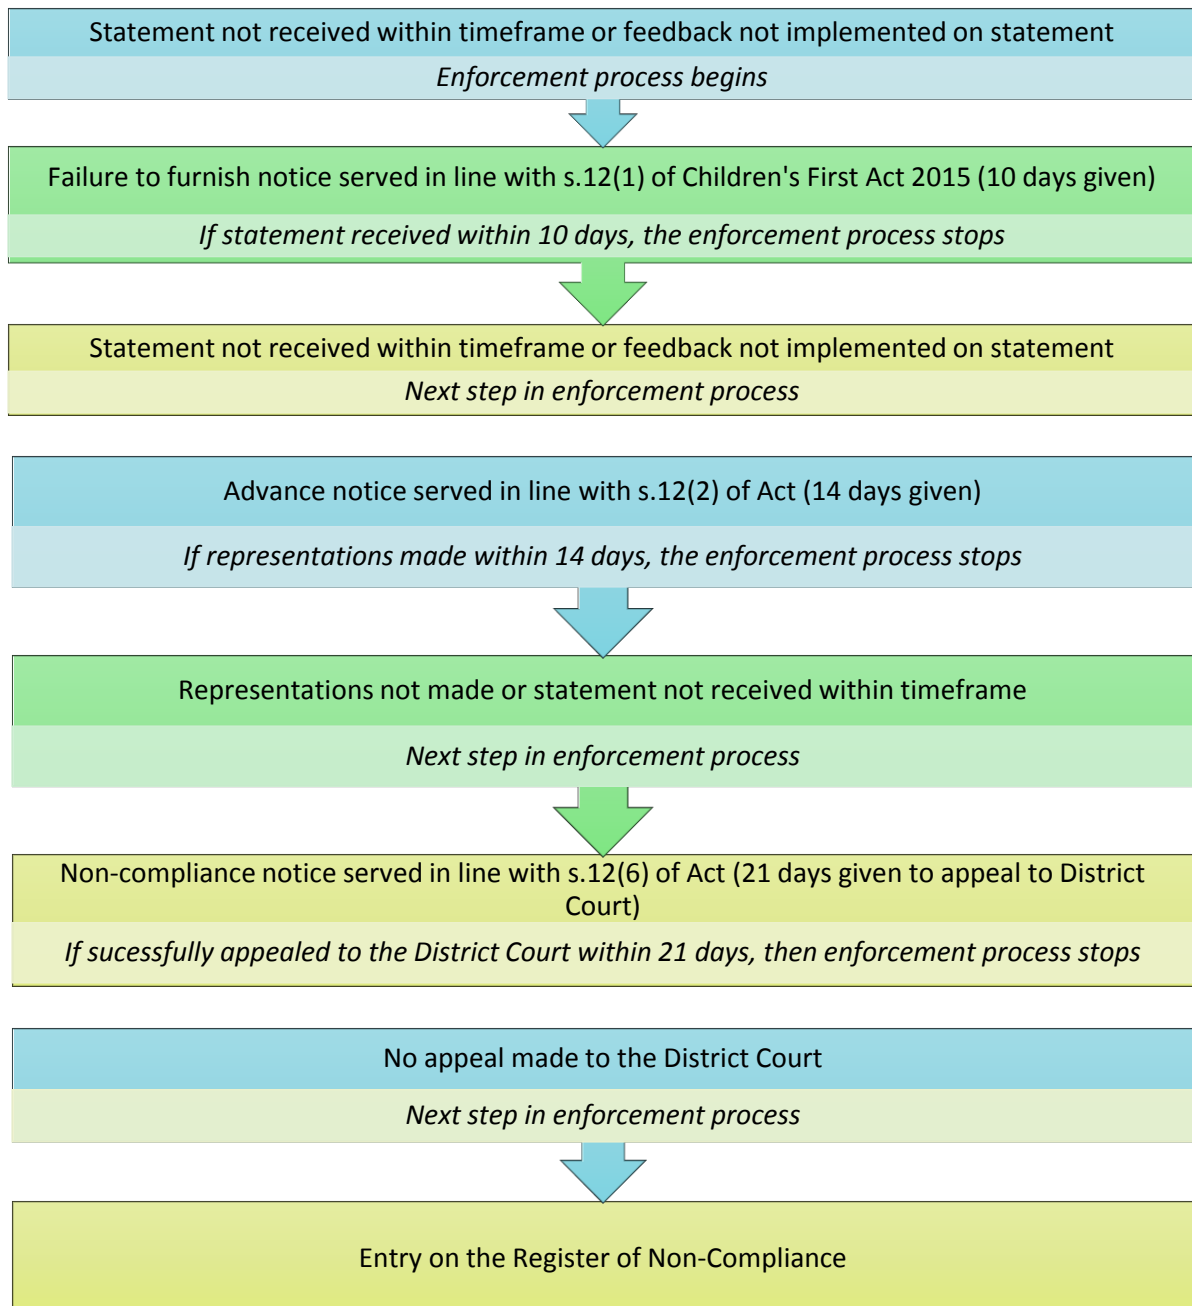 Statement not received within timeframe or feedback not implemented on statement
Enforcement process begins
Failure to furnish notice served in line with s.12(1) of Children's First Act 2015 (10 days given)
If statement received within 10 days, the enforcement process stops
Statement not received within timeframe or feedback not implemented on statement
Next step in enforcement process
Advance notice served in line with s.12(2) of Act (14 days given)
If representations made within 14 days, the enforcement process stops
Representations not made or statement not received within timeframe
Next step in enforcement process
Non-compliance notice served in line with s.12(6) of Act (21 days given to appeal to District
Court)
If sucessfully appealed to the District Court within 21 days, then enforcement process stops
No appeal made to the District Court
Next step in enforcement process
Entry on the Register of Non-Compliance